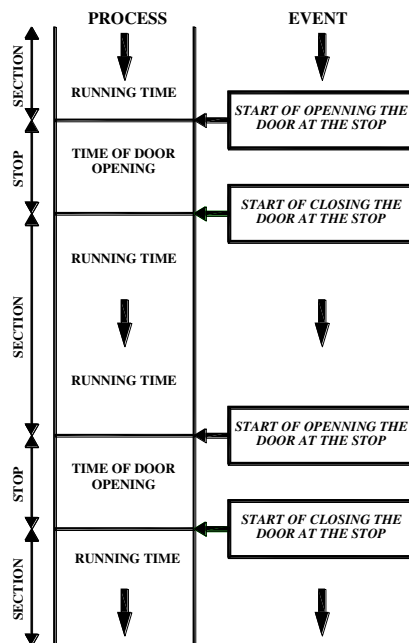 PROCESS
EVENT
SECTION
RUNNING TIME
START OF OPENNING THE
DOOR AT THE STOP
STOP
TIME OF DOOR
OPENING
START OF CLOSING THE
DOOR AT THE STOP
SECTION
RUNNING TIME
RUNNING TIME
START OF OPENNING THE
DOOR AT THE STOP
STOP
TIME OF DOOR
OPENING
START OF CLOSING THE
DOOR AT THE STOP
SECTION
RUNNING TIME